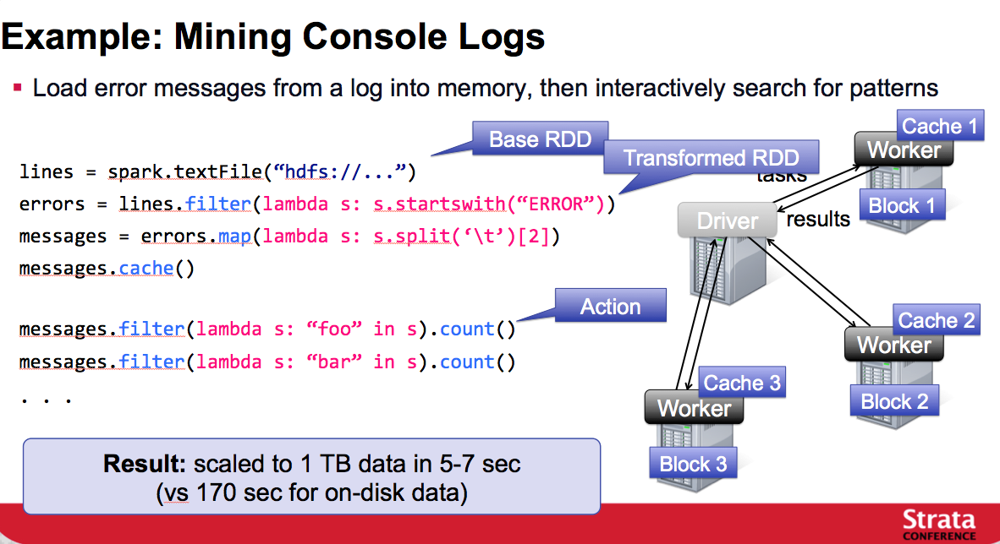 Example: Mining Console Logs
Load error messages from a log into memory, then interactively search for patterns
Base RDD
Transformed RDD
lines = spark.textFile(“hdfs://...”)
errors = lines.filter(lambda s: s.startswith(“ERROR”))
messages = errors.map(lambda s: s.split(‘\t’)[2])
messages.cache()
Action
messages.filter(lambda s: “foo” in s).count()
messages.filter(lambda s: “bar” in s).count()
. . .
Result: scaled to 1 TB data in 5-7 sec
(vs 170 sec for on-disk data)
Cache 1
Worker
tasks
Block 1
Driver
results
Cache 2
Worker
Block 2
Cache 3
Worker
Block 3
Strata
CONFERENCE